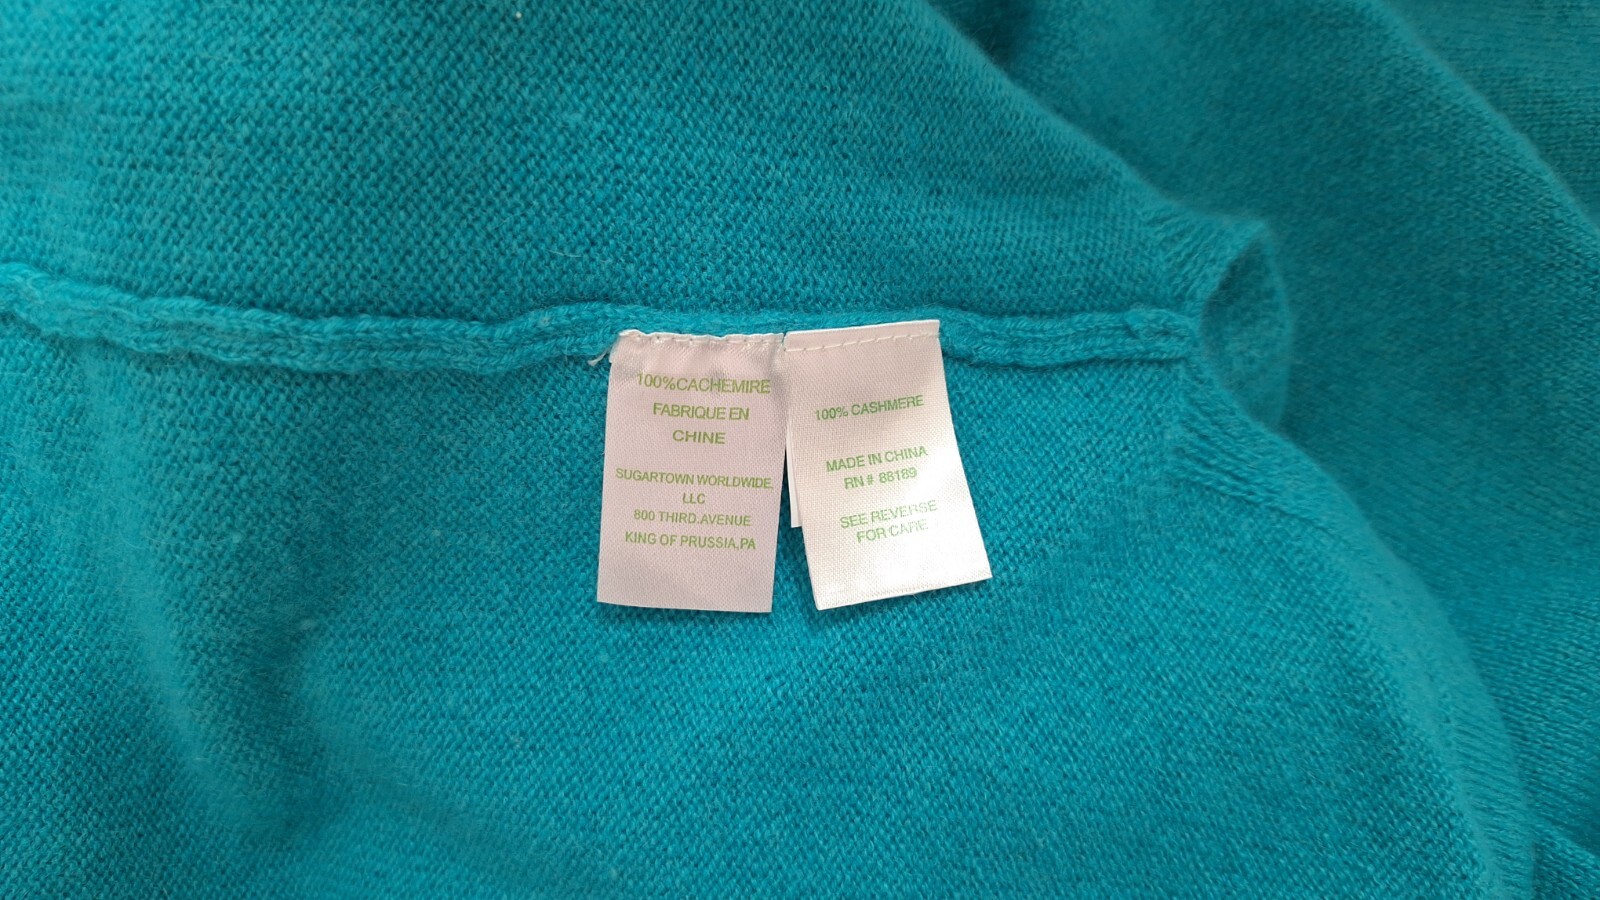 100%CACHEMIRE
FABRIQUE EN
CHINE
SUGARTOWN WORLDWIDE,
LLC
800 THIRD.AVENUE
KING OF PRUSSIA,PA
100% CASHMERE
MADE IN CHINA
RN# 88189
SEE REVERSE
FOR CARE